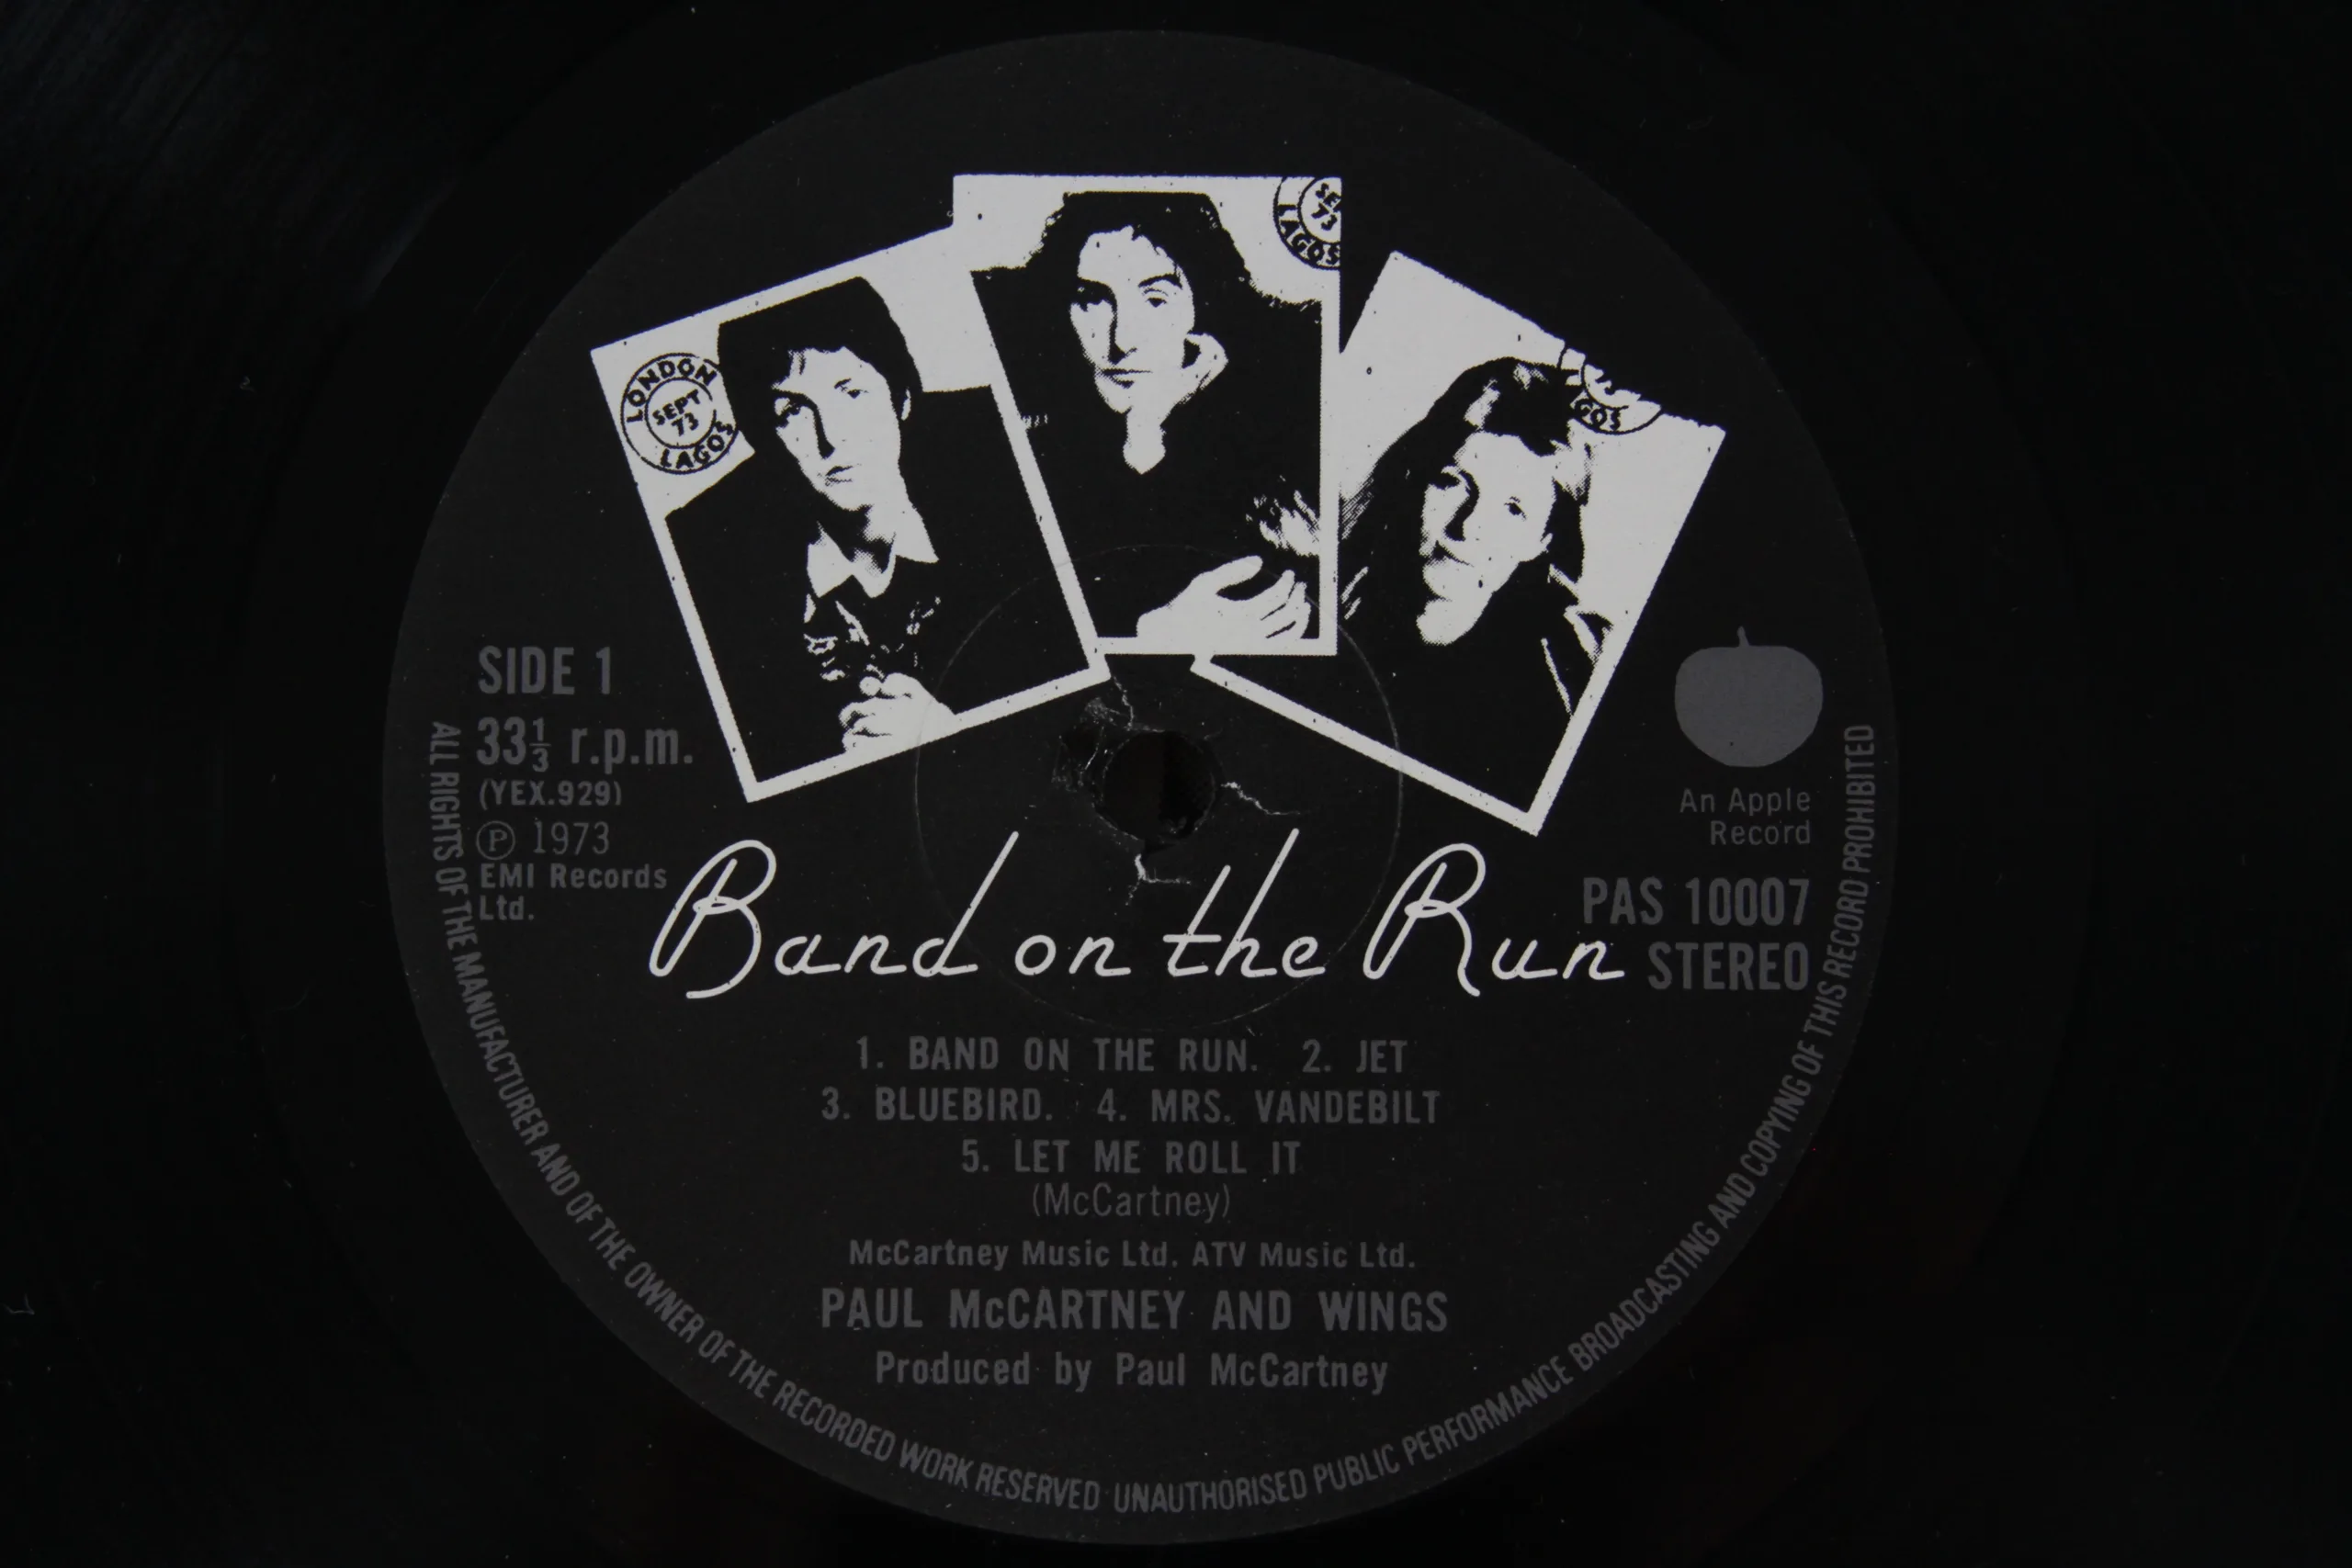 LONDON
SEPT
73
LAGOS
SE
73
LAGOS
GOS
SIDE 1
33⅓ r.p.m.
(YEX.929)
Ⓟ 1973
EMI Records
Ltd.
An Apple
Record
PAS 10007
STEREO
Band on the Run
1. BAND ON THE RUN. 2. JET
3. BLUEBIRD. 4. MRS. VANDEBILT
5. LET ME ROLL IT
(McCartney)
McCartney Music Ltd. ATV Music Ltd.
PAUL McCARTNEY AND WINGS
Produced by Paul McCartney
ALL RIGHTS OF THE MANUFACTURER AND OF THE OWNER OF THE RECORDED WORK RESERVED UNAUTHORISED PUBLIC PERFORMANCE BROADCASTING AND COPYING OF THIS RECORD PROHIBITED